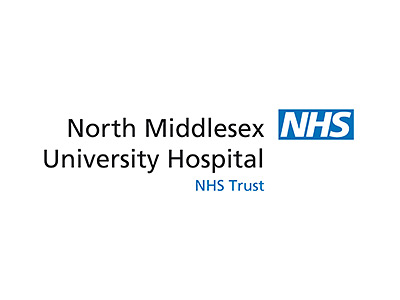 North Middlesex NHS
University Hospital
NHS Trust